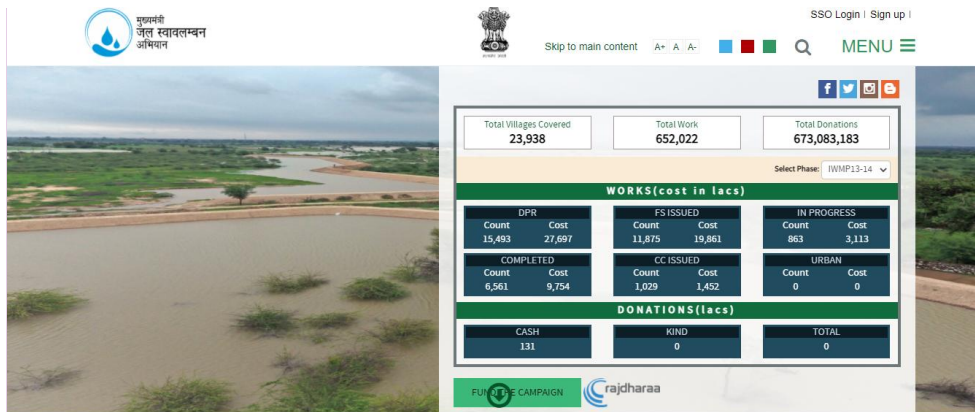 मुख्यमंत्री
जल स्वावलम्बन
अभियान
SSO Login | Sign up |
Skip to main content A+ A A- MENU
Total Villages Covered Total Work Total Donations
23,938 652,022 673,083,183
Select Phase: IWMP13-14
WORKS(cost in lacs)
DPR FS ISSUED IN PROGRESS
Count Cost Count Cost Count Cost
15,493 27,697 11,875 19,861 863 3,113
COMPLETED CC ISSUED URBAN
Count Cost Count Cost Count Cost
6,561 9,754 1,029 1,452 0 0
DONATIONS(lacs)
CASH KIND TOTAL
131 0 0
FUND THE CAMPAIGN rajdharaa